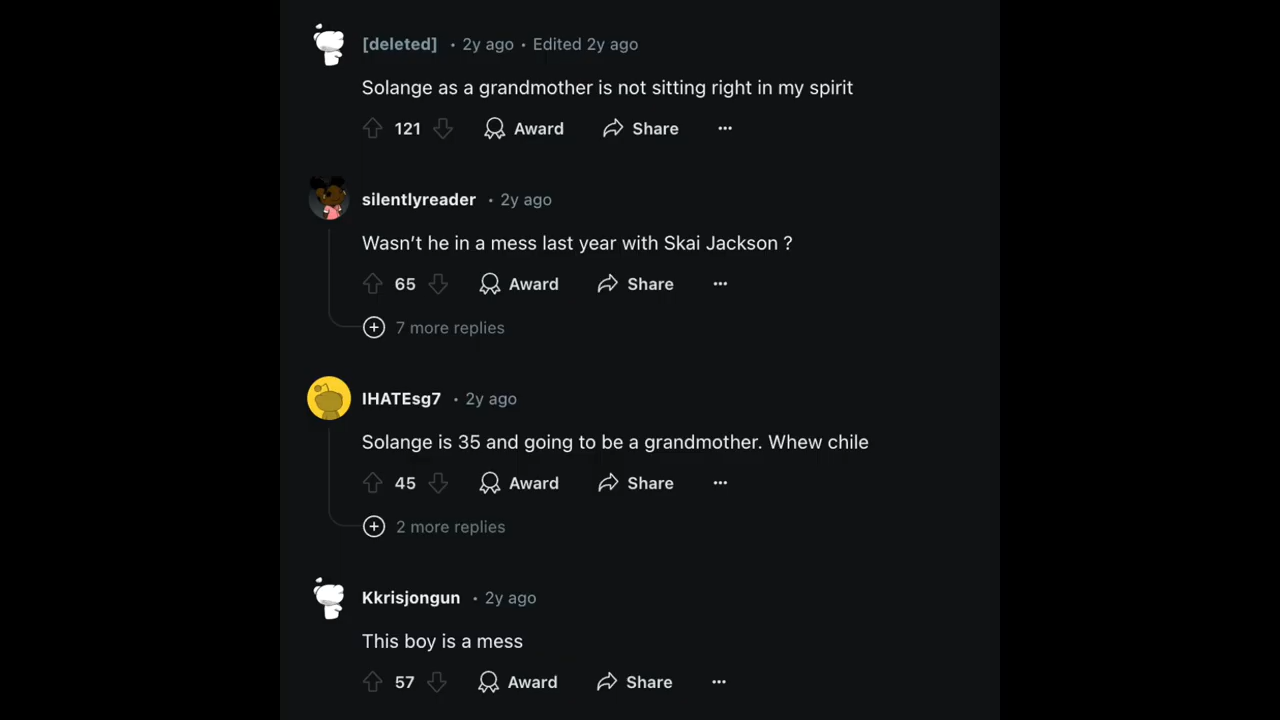 [deleted] • 2y ago • Edited 2y ago
Solange as a grandmother is not sitting right in my spirit
121 Award Share ...
silentlyreader • 2y ago
Wasn’t he in a mess last year with Skai Jackson ?
65 Award Share ...
7 more replies
IHATEsg7 • 2y ago
Solange is 35 and going to be a grandmother. Whew chile
45 Award Share ...
2 more replies
Kkrisjongun • 2y ago
This boy is a mess
57 Award Share ...